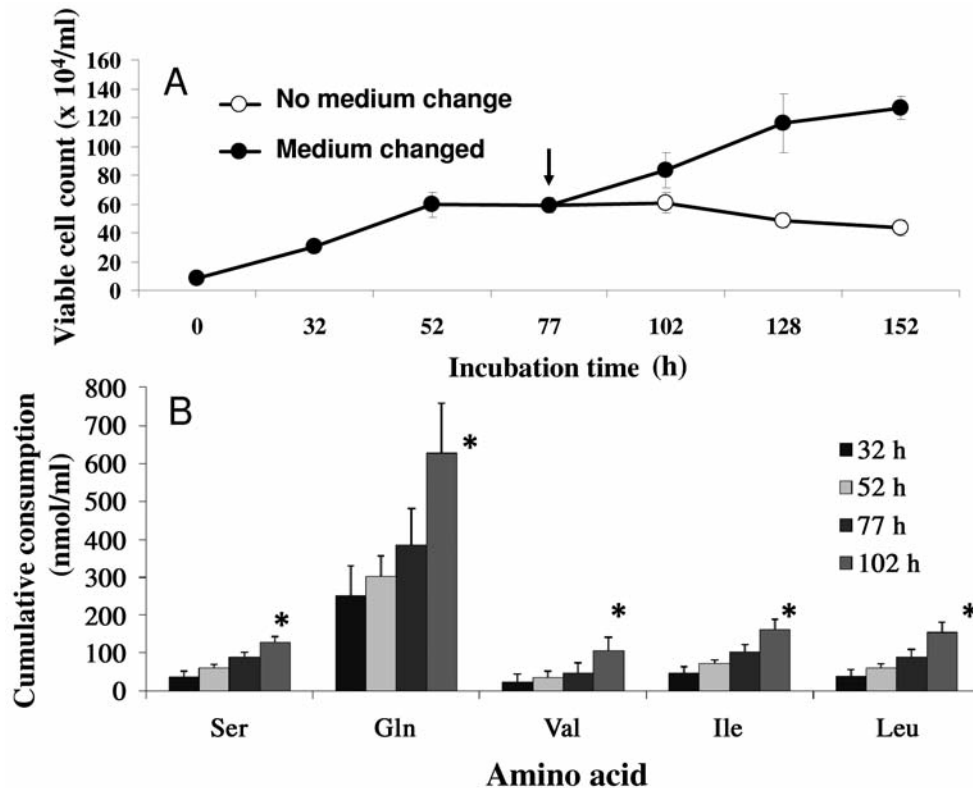 A
Viable cell count (x 10⁴/ml)
160
140
120
100
80
60
40
20
0
No medium change
Medium changed
0 32 52 77 102 128 152
Incubation time (h)
B
Cumulative consumption
(nmol/ml)
800
700
600
500
400
300
200
100
0
* * * * *
32 h
52 h
77 h
102 h
Ser Gln Val Ile Leu
Amino acid